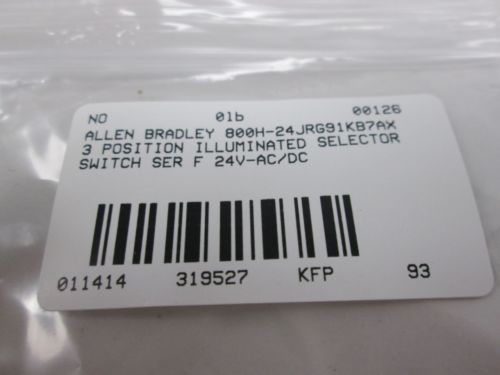 NO 01b 00126
ALLEN BRADLEY 800H-24JRG91KB7AX
3 POSITION ILLUMINATED SELECTOR
SWITCH SER F 24V-AC/DC
011414 319527 KFP 93